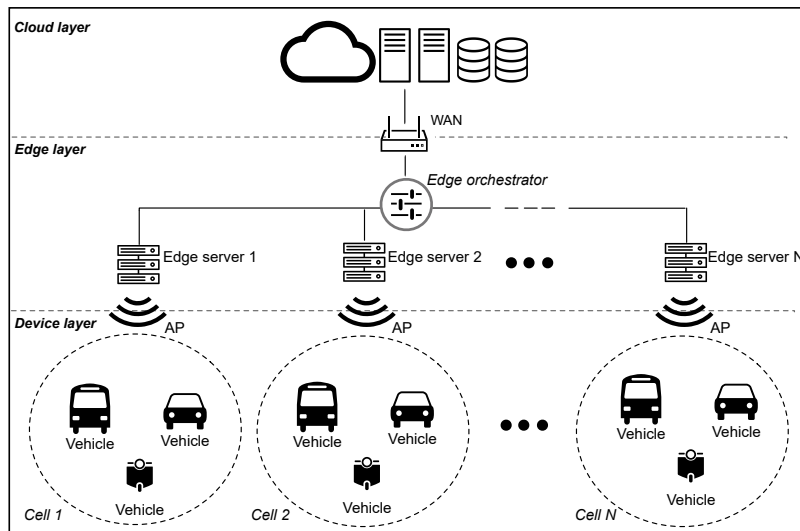 Cloud layer
WAN
Edge layer
Edge orchestrator
Edge server 1
Edge server 2
Edge server N
Device layer
AP
AP
AP
Vehicle
Vehicle
Vehicle
Cell 1
Vehicle
Vehicle
Vehicle
Cell 2
Vehicle
Vehicle
Vehicle
Cell N